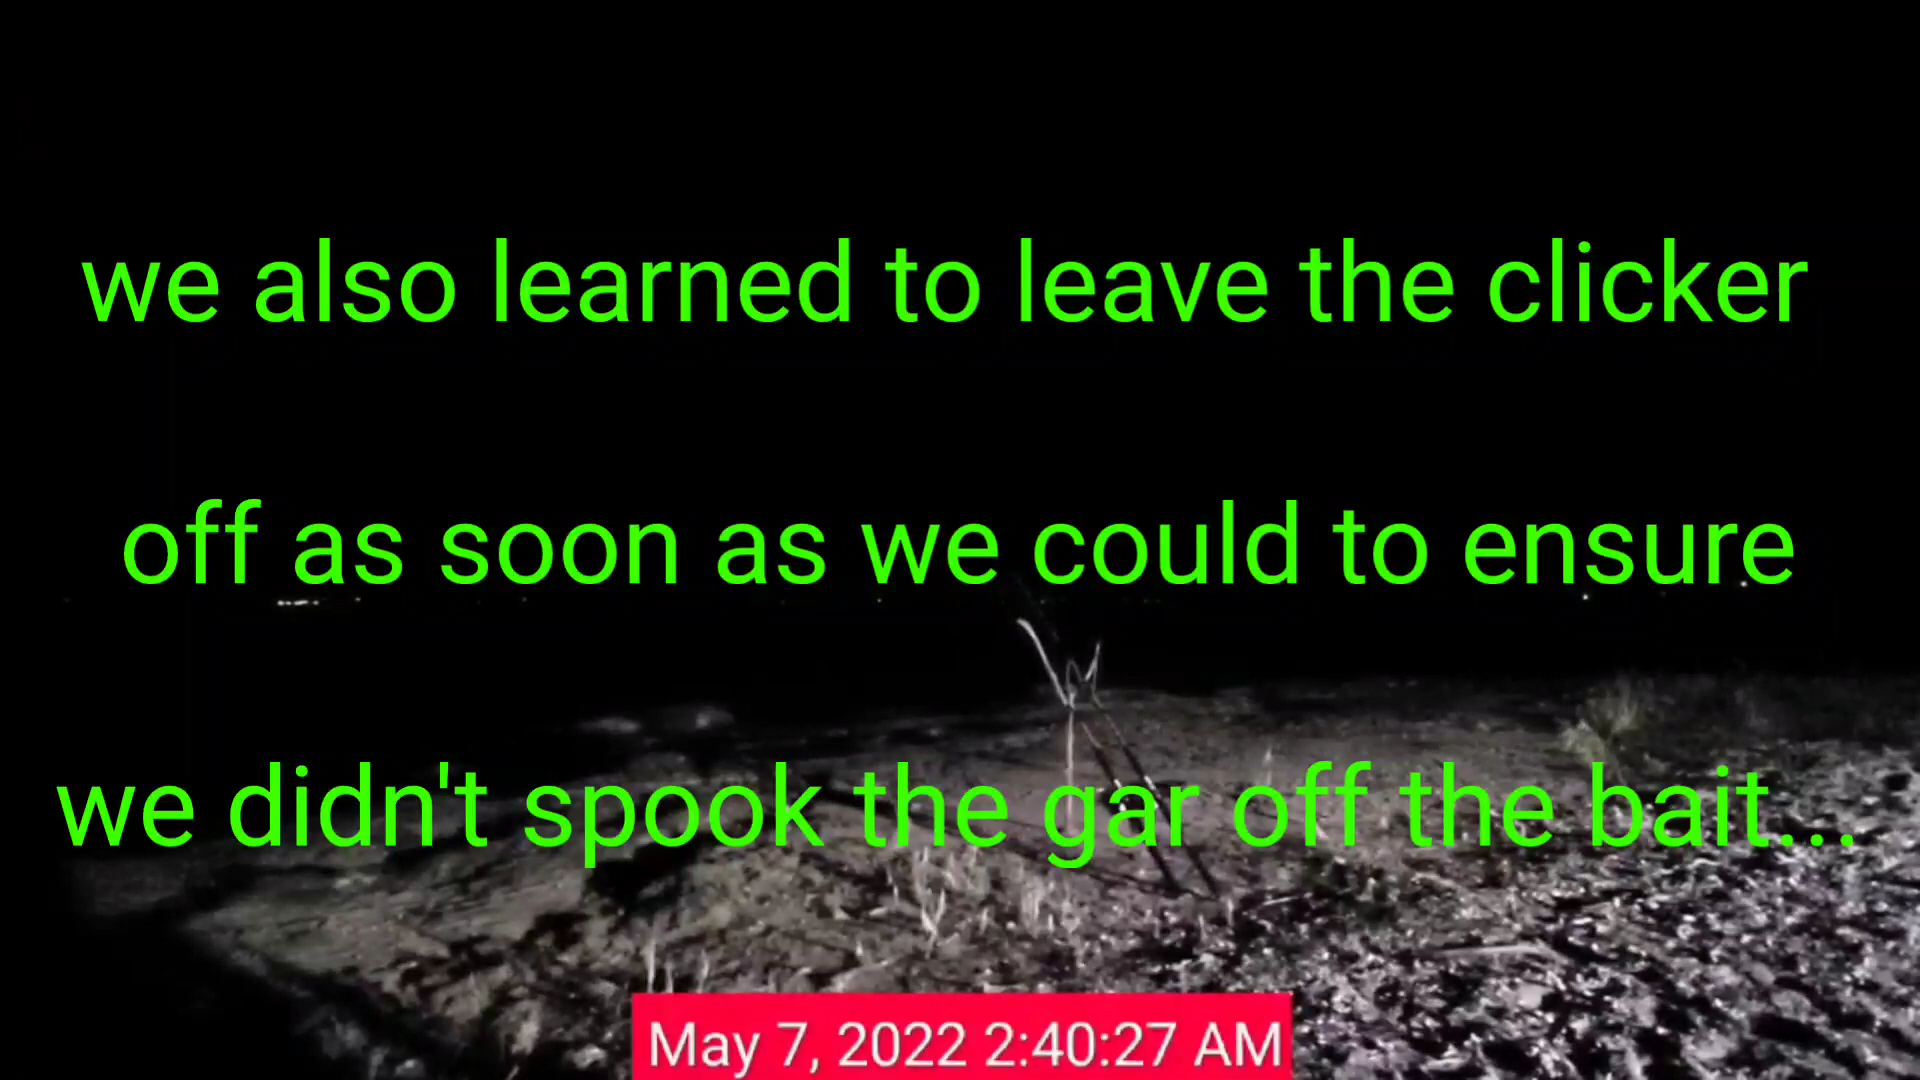 we also learned to leave the clicker
off as soon as we could to ensure
we didn't spook the gar off the bait...
May 7, 2022 2:40:27 AM